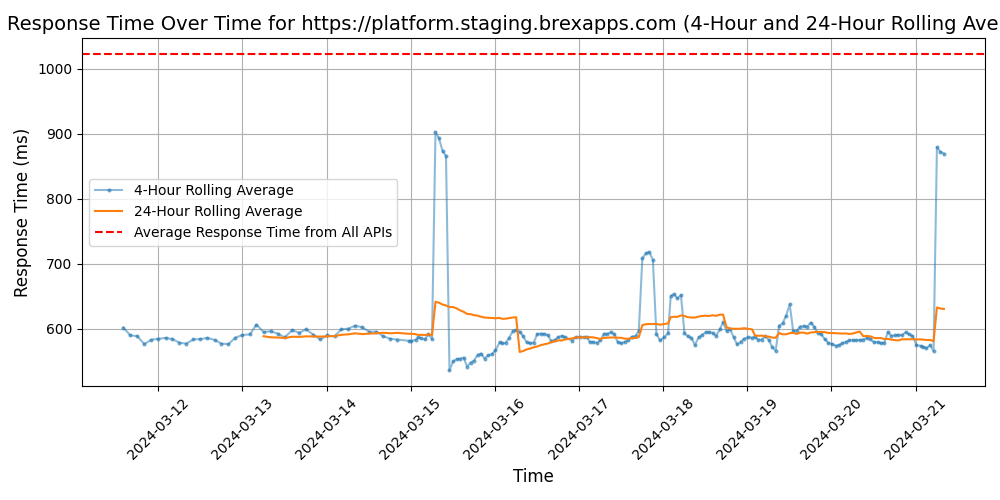 Response Time Over Time for https://platform.staging.brexapps.com (4-Hour and 24-Hour Rolling Ave
Response Time (ms)
1000
900
800
700
600
4-Hour Rolling Average
24-Hour Rolling Average
Average Response Time from All APIs
2024-03-12
2024-03-13
2024-03-14
2024-03-15
2024-03-16
2024-03-17
2024-03-18
2024-03-19
2024-03-20
2024-03-21
Time